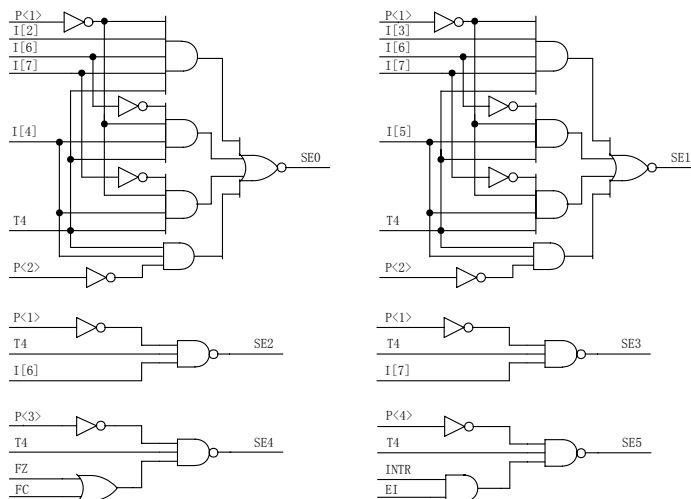 P<1>
I[2]
I[6]
I[7]
I[4]
SE0
T4
P<2>
P<1>
I[3]
I[6]
I[7]
I[5]
SE1
T4
P<2>
P<1>
T4
SE2
I[6]
P<1>
T4
SE3
I[7]
P<3>
T4
SE4
FZ
FC
P<4>
T4
SE5
INTR
EI